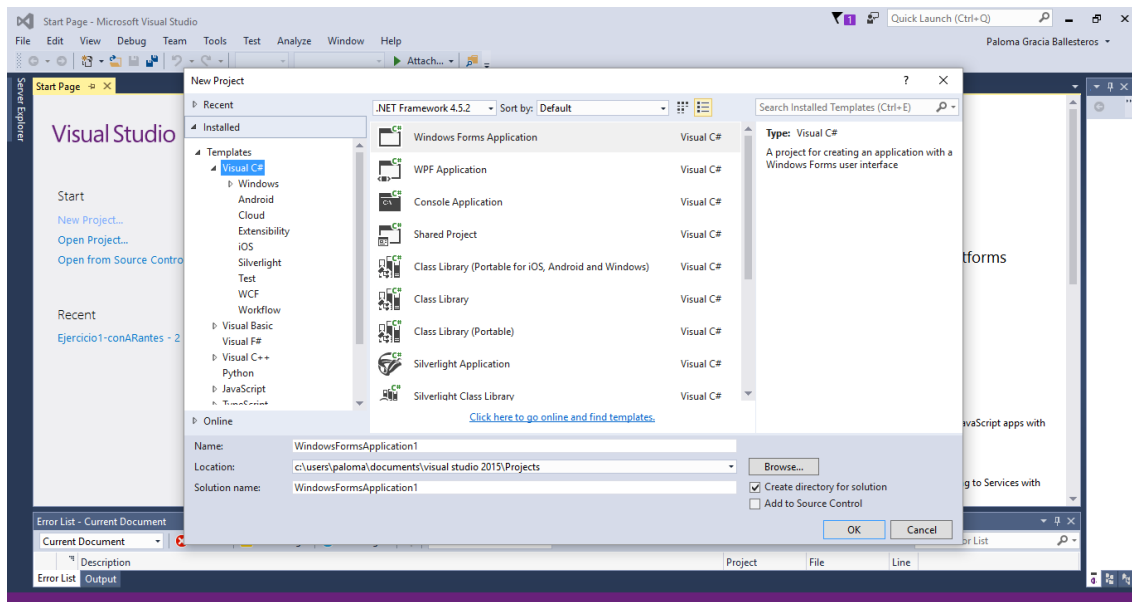 Start Page - Microsoft Visual Studio
1
Quick Launch (Ctrl+Q)
File Edit View Debug Team Tools Test Analyze Window Help
Paloma Gracia Ballesteros
Attach...
Server Explorer
Start Page
Visual Studio
Start
New Project...
Open Project...
Open from Source Contro
Recent
Ejercicio1-conARantes - 2
New Project
? 
Recent
.NET Framework 4.5.2 Sort by: Default
Search Installed Templates (Ctrl+E)
Installed
Templates
Visual C#
Windows
Android
Cloud
Extensibility
iOS
Silverlight
Test
WCF
Workflow
Visual Basic
Visual F#
Visual C++
Python
JavaScript
TypeScript
Online
Windows Forms Application Visual C#
WPF Application Visual C#
Console Application Visual C#
Shared Project Visual C#
Class Library (Portable for iOS, Android and Windows) Visual C#
Class Library Visual C#
Class Library (Portable) Visual C#
Silverlight Application Visual C#
Silverlight Class Library Visual C#
Click here to go online and find templates.
Type: Visual C#
A project for creating an application with a
Windows Forms user interface
Name: WindowsFormsApplication1
Location: c:\users\paloma\documents\visual studio 2015\Projects
Browse...
Solution name: WindowsFormsApplication1
Create directory for solution
Add to Source Control
OK Cancel
tforms
avaScript apps with
g to Services with
Error List - Current Document
Current Document
or List
Description Project File Line
Error List Output